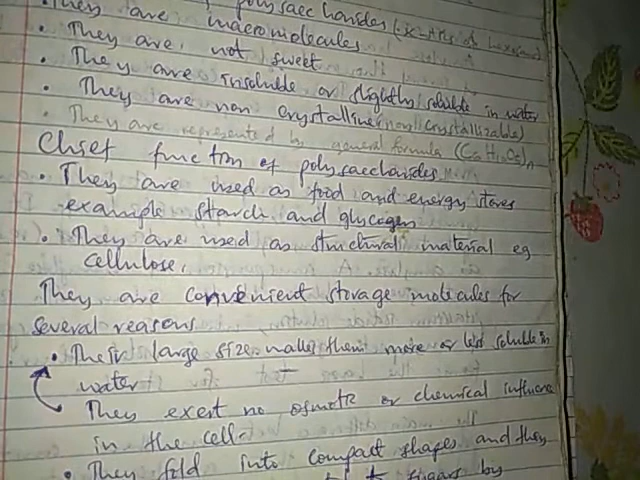 • They are polysaccharides
macromolecules
• They are not sweet
• They are insoluble or slightly soluble in water
• They are non crystalline (non crystallizable)
• They are represented by general formula (C6H10O5)n
Chief function of polysaccharides
• They are used as food and energy stores
example starch and glycogen
• They are used as structural material eg
cellulose.
They are convenient storage molecules for
several reasons
• Their large size makes them more or less soluble in
water
They exert no osmotic or chemical influence
in the cell
• They fold into compact shapes and they
sugars by